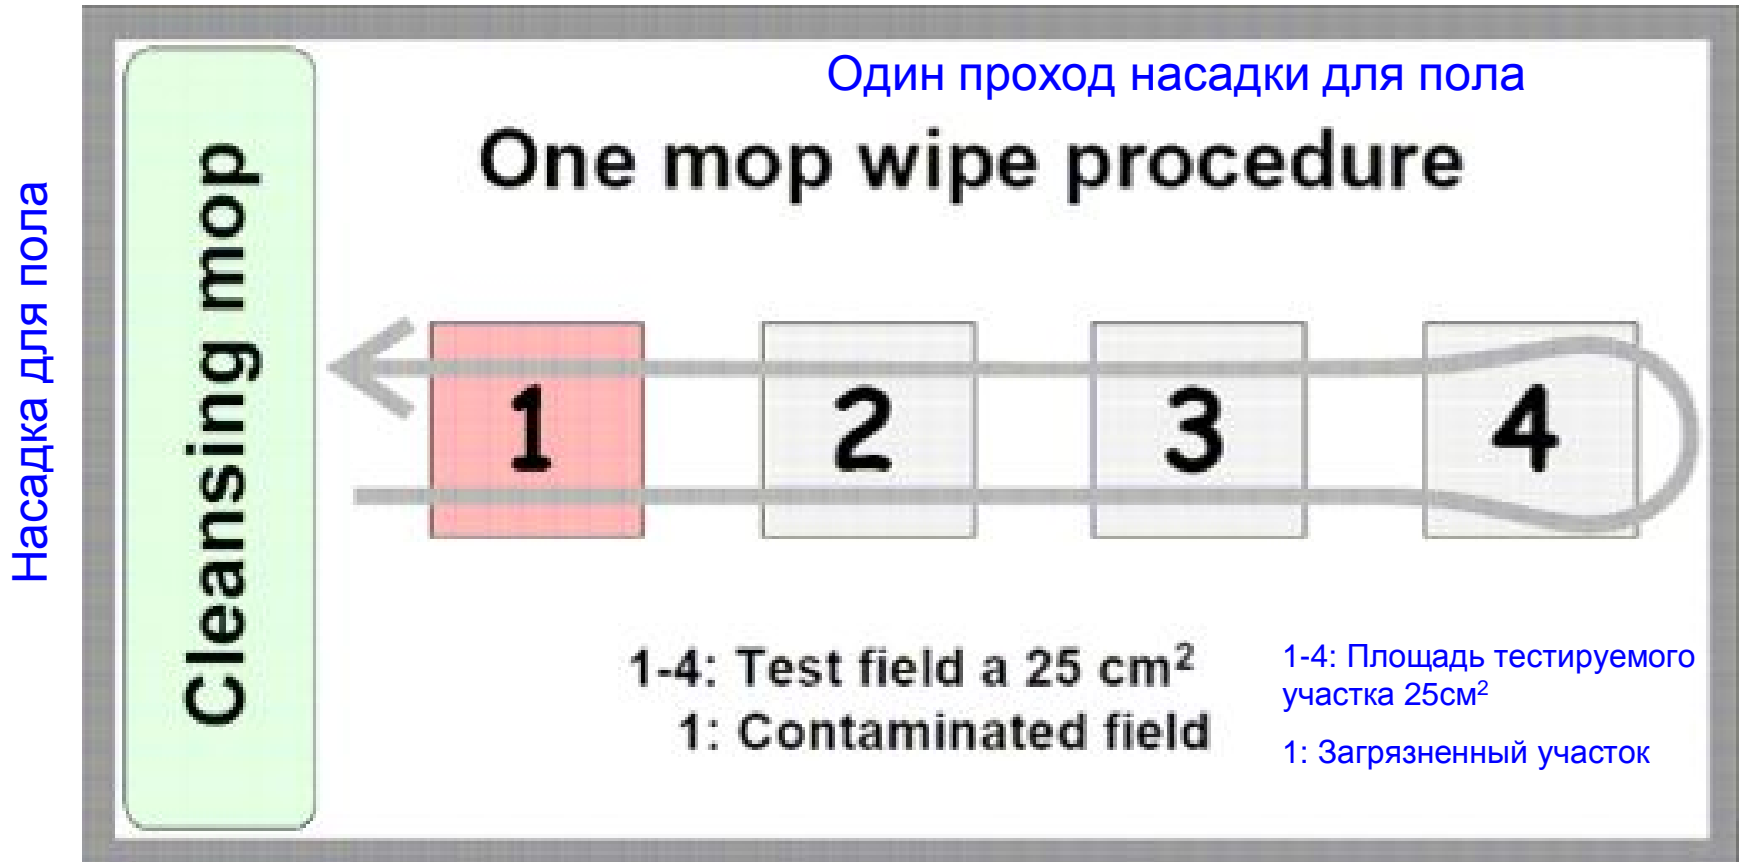 Насадка для пола
Cleansing mop
Один проход насадки для пола
One mop wipe procedure
1 2 3 4
1-4: Test field a 25 cm²
1: Contaminated field
1-4: Площадь тестируемого
участка 25см²
1: Загрязненный участок